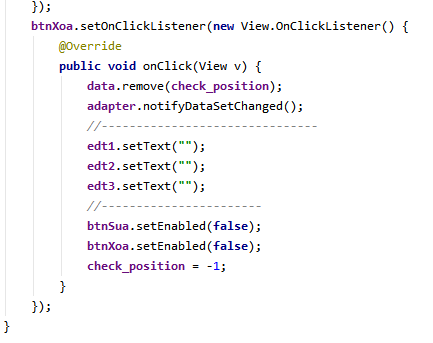 });
btnXoa.setOnClickListener(new View.OnClickListener() {
@Override
public void onClick(View v) {
data.remove(check_position);
adapter.notifyDataSetChanged();
//------------------------------
edt1.setText("");
edt2.setText("");
edt3.setText("");
//----------------------
btnSua.setEnabled(false);
btnXoa.setEnabled(false);
check_position = -1;
}
});
}